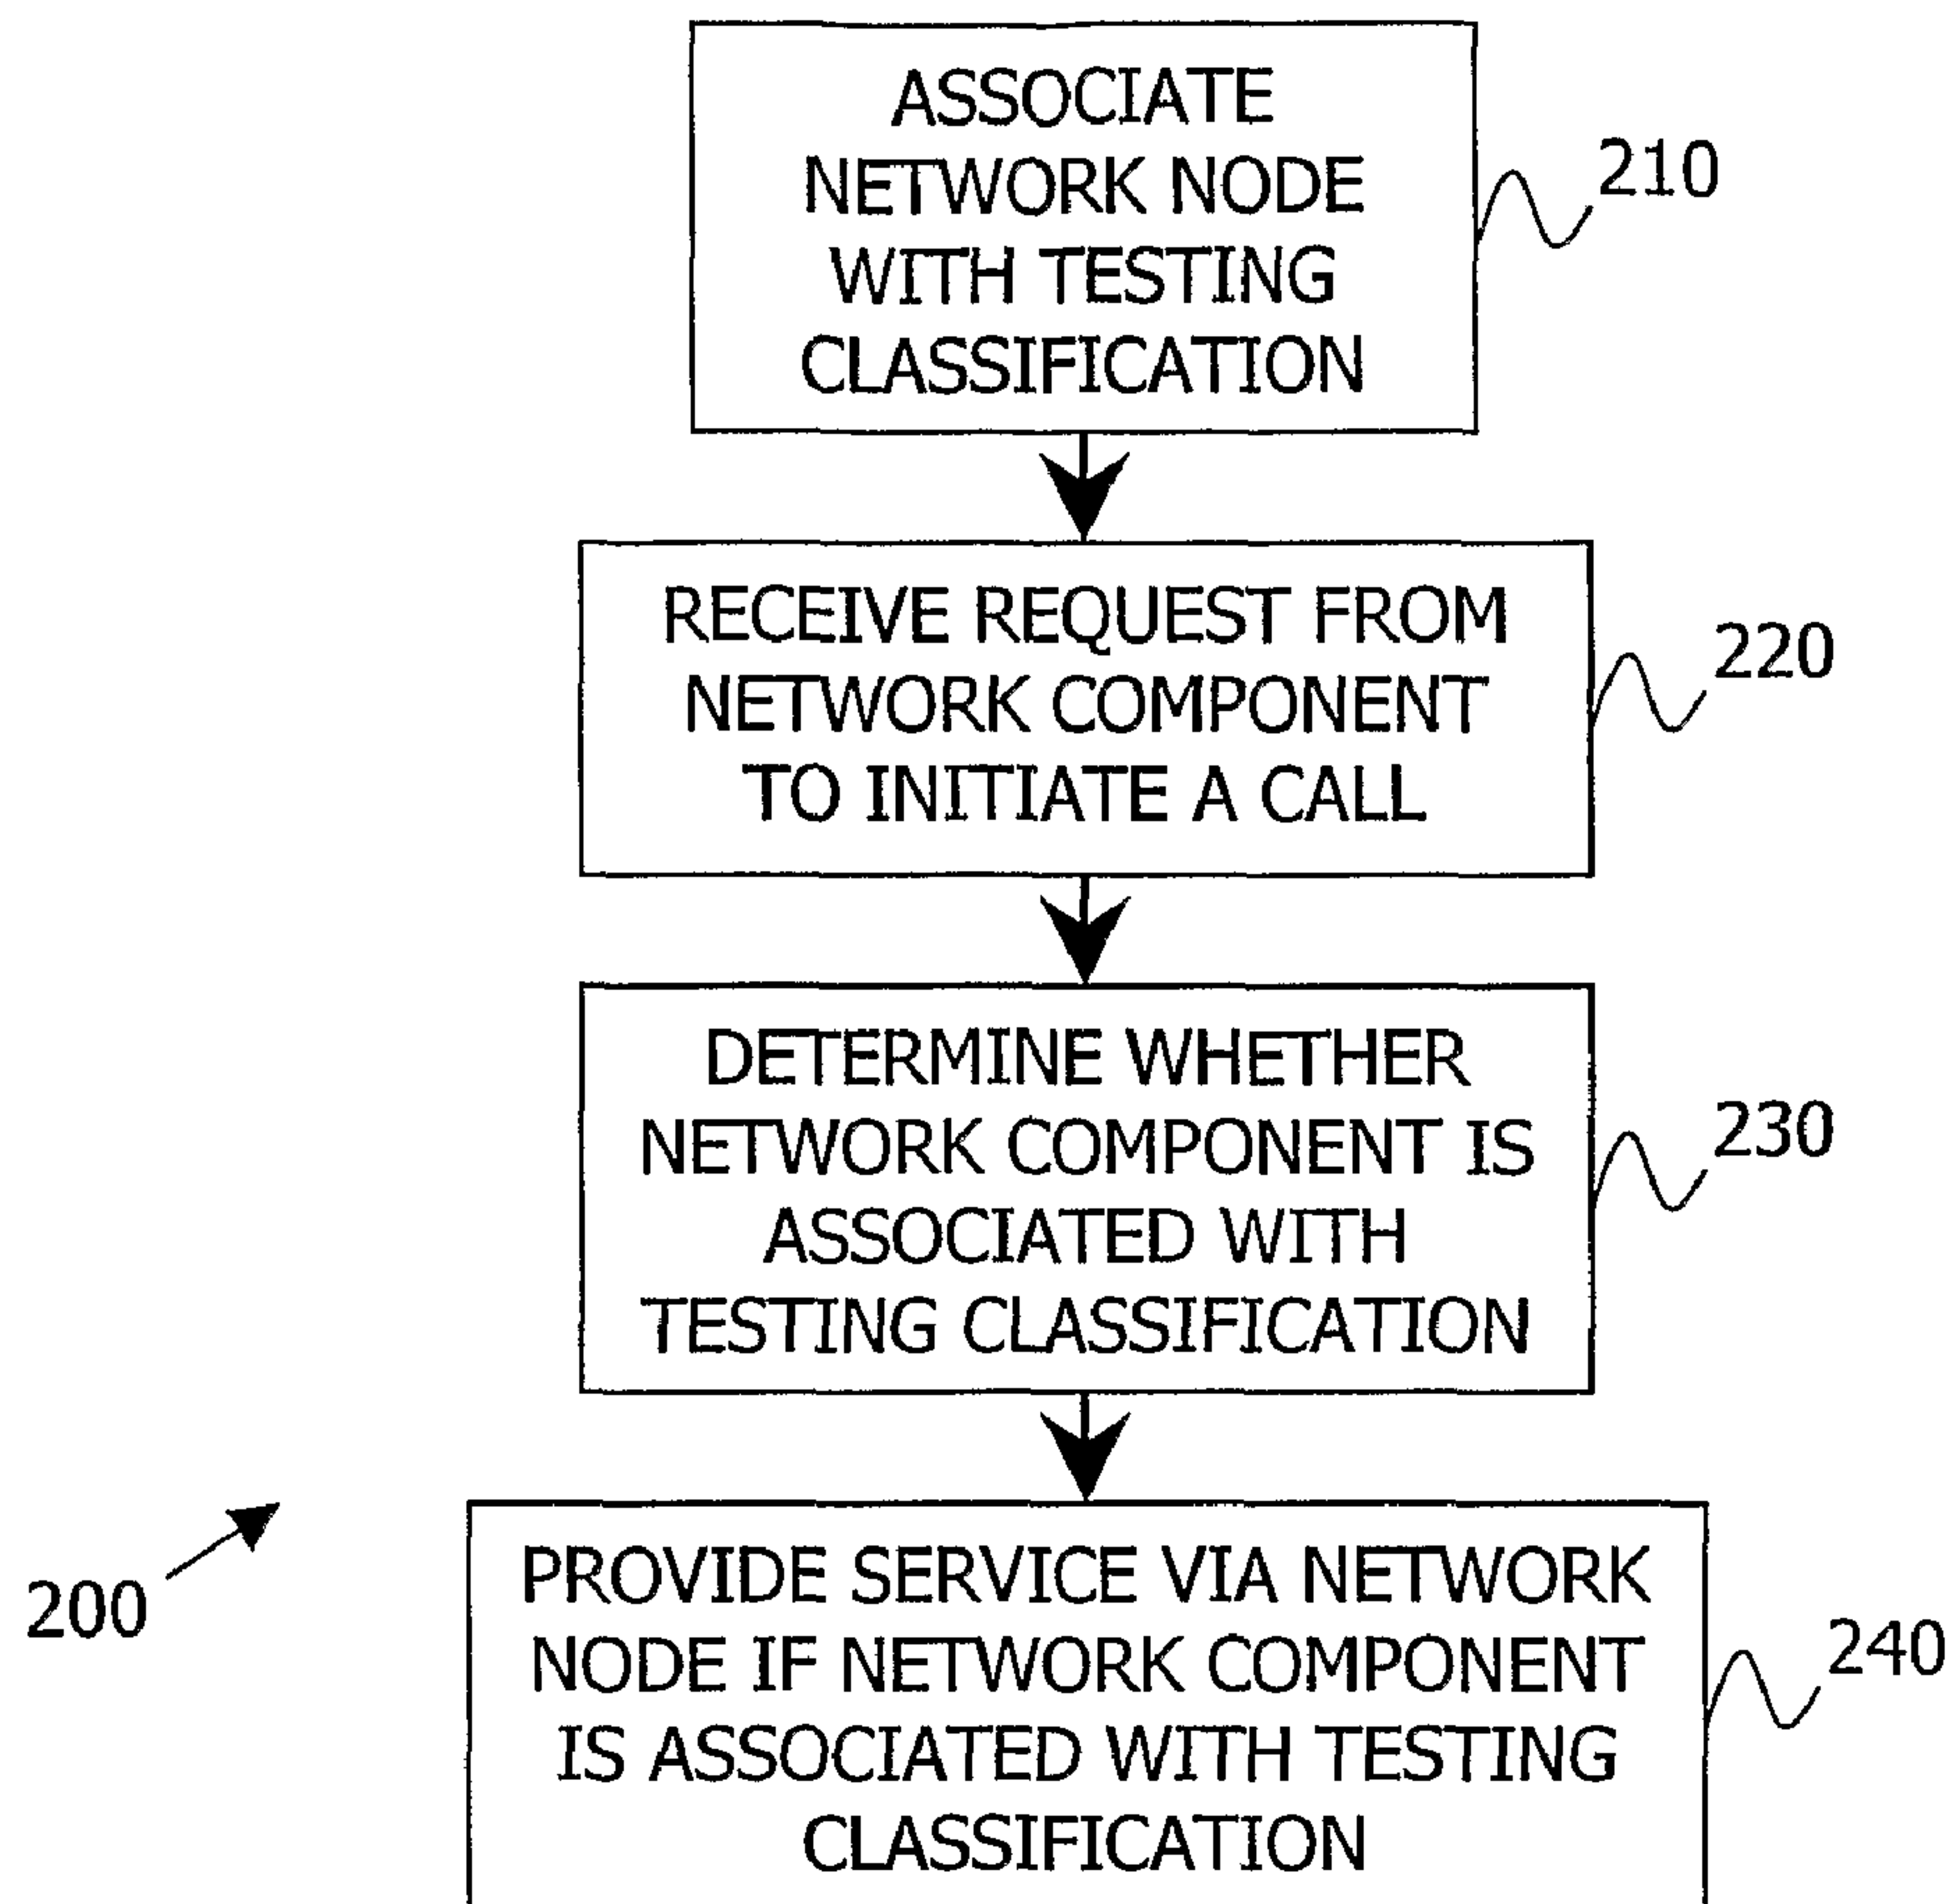 ASSOCIATE
NETWORK NODE
WITH TESTING
CLASSIFICATION
210
RECEIVE REQUEST FROM
NETWORK COMPONENT
TO INITIATE A CALL
220
DETERMINE WHETHER
NETWORK COMPONENT IS
ASSOCIATED WITH
TESTING CLASSIFICATION
230
200
PROVIDE SERVICE VIA NETWORK
NODE IF NETWORK COMPONENT
IS ASSOCIATED WITH TESTING
CLASSIFICATION
240